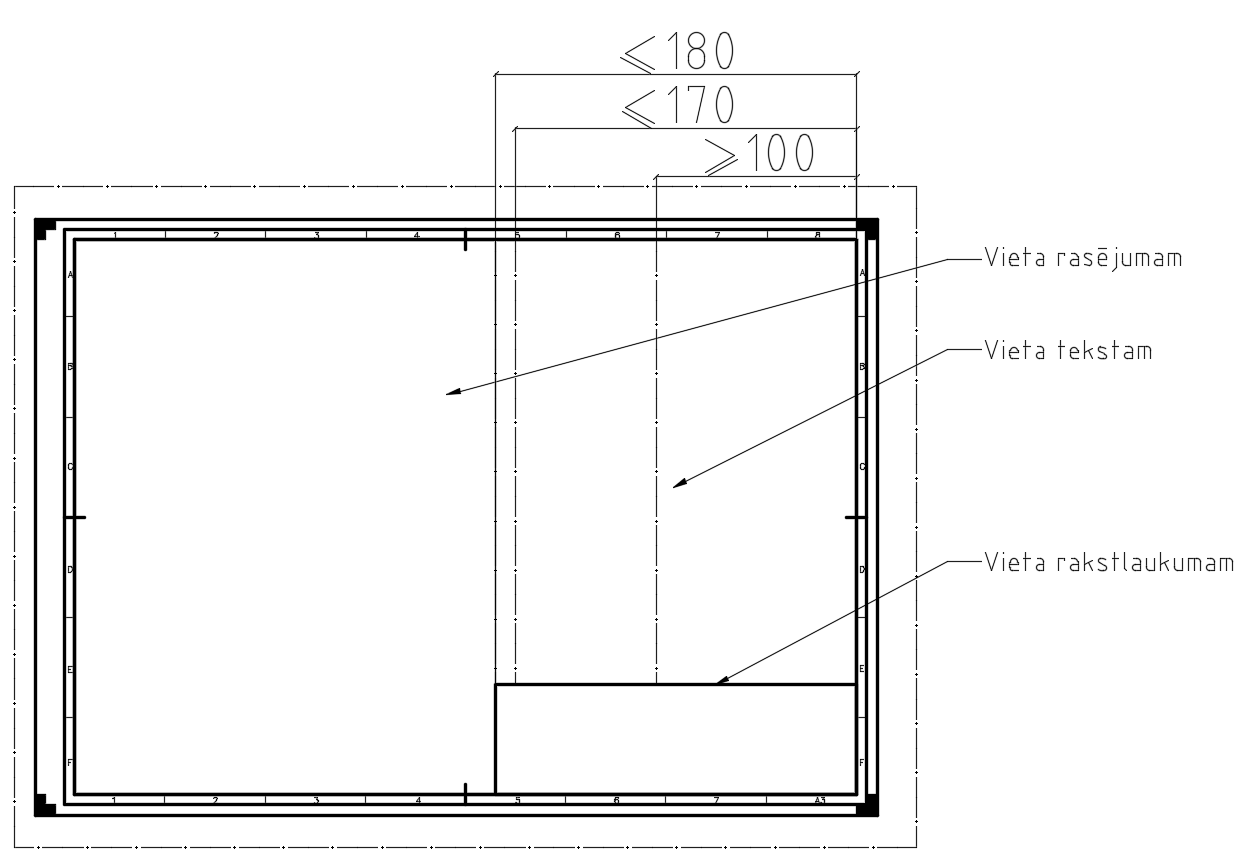 ⩽180
⩽170
⩾100
1 2 3 4 5 6 7 8
Vieta rasējumam
A A
Vieta tekstam
B B
C C
Vieta rakstlaukumam
D D
E E
F F
1 2 3 4 5 6 7 A3